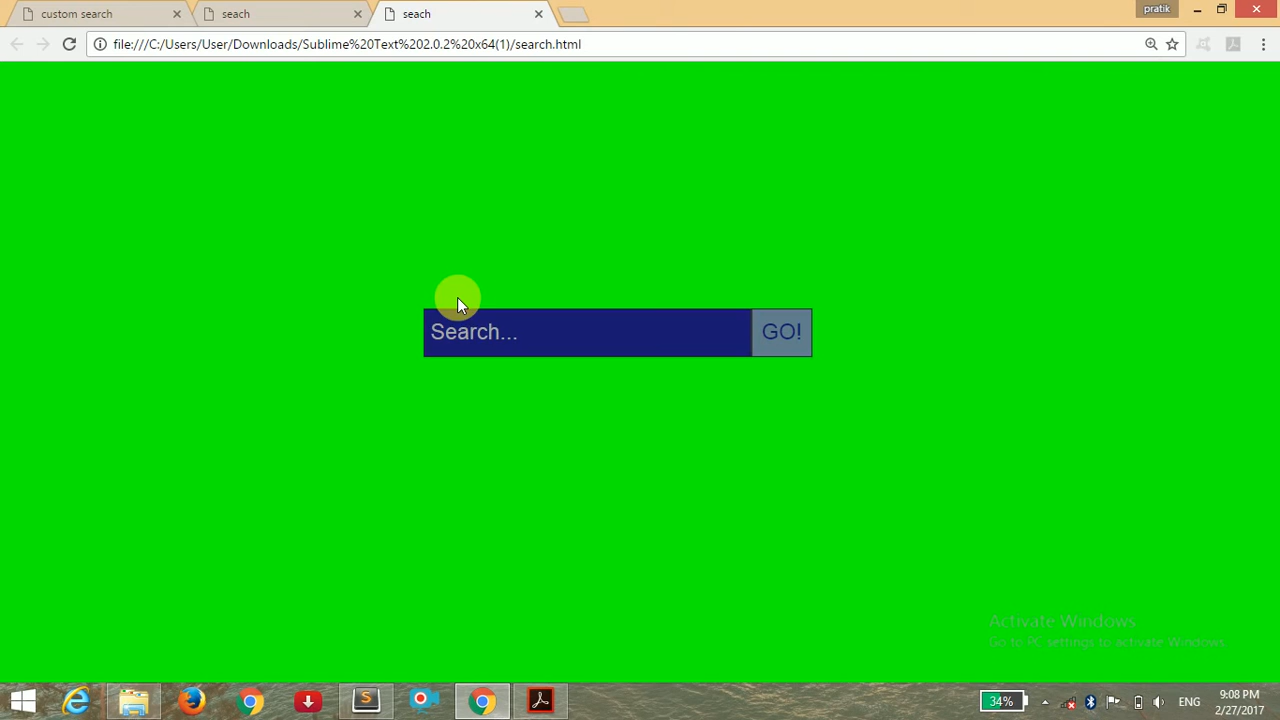 custom search
seach
seach
pratik
file:///C:/Users/User/Downloads/Sublime%20Text%202.0.2%20x64(1)/search.html
Search...
GO!
Activate Windows
Go to PC settings to activate Windows.
34%
ENG
9:08 PM
2/27/2017